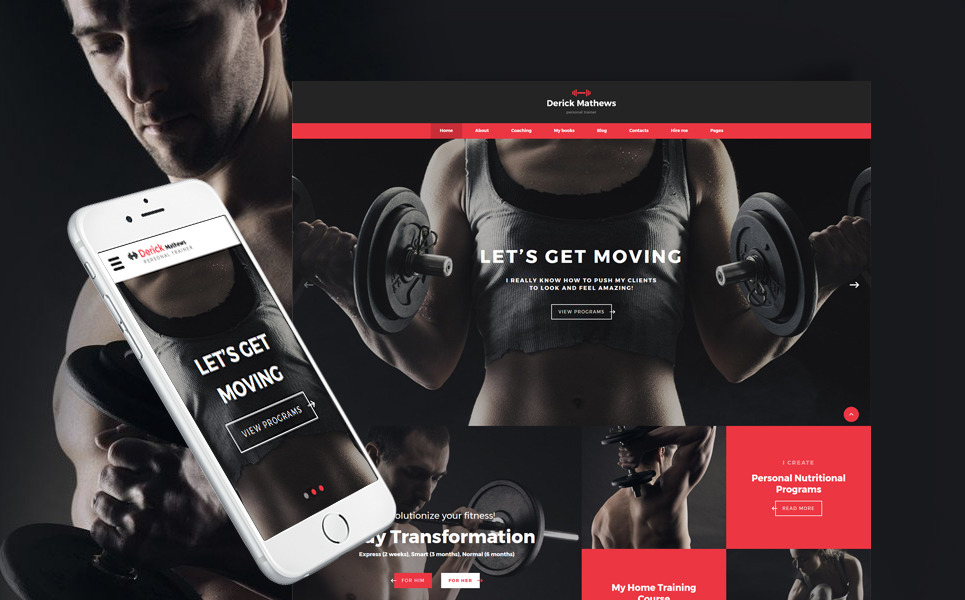 Derick Mathews
personal trainer
Home About Coaching My books Blog Contacts Hire me Pages
LET'S GET MOVING
I REALLY KNOW HOW TO PUSH MY CLIENTS
TO LOOK AND FEEL AMAZING!
VIEW PROGRAMS
Derick Mathews
PERSONAL TRAINER
LET'S GET
MOVING
VIEW PROGRAMS
olutionize your fitness!
ay Transformation
Express (2 weeks), Smart (3 months), Normal (6 months)
FOR HIM
FOR HER
I CREATE
Personal Nutritional
Programs
READ MORE
My Home Training
Course